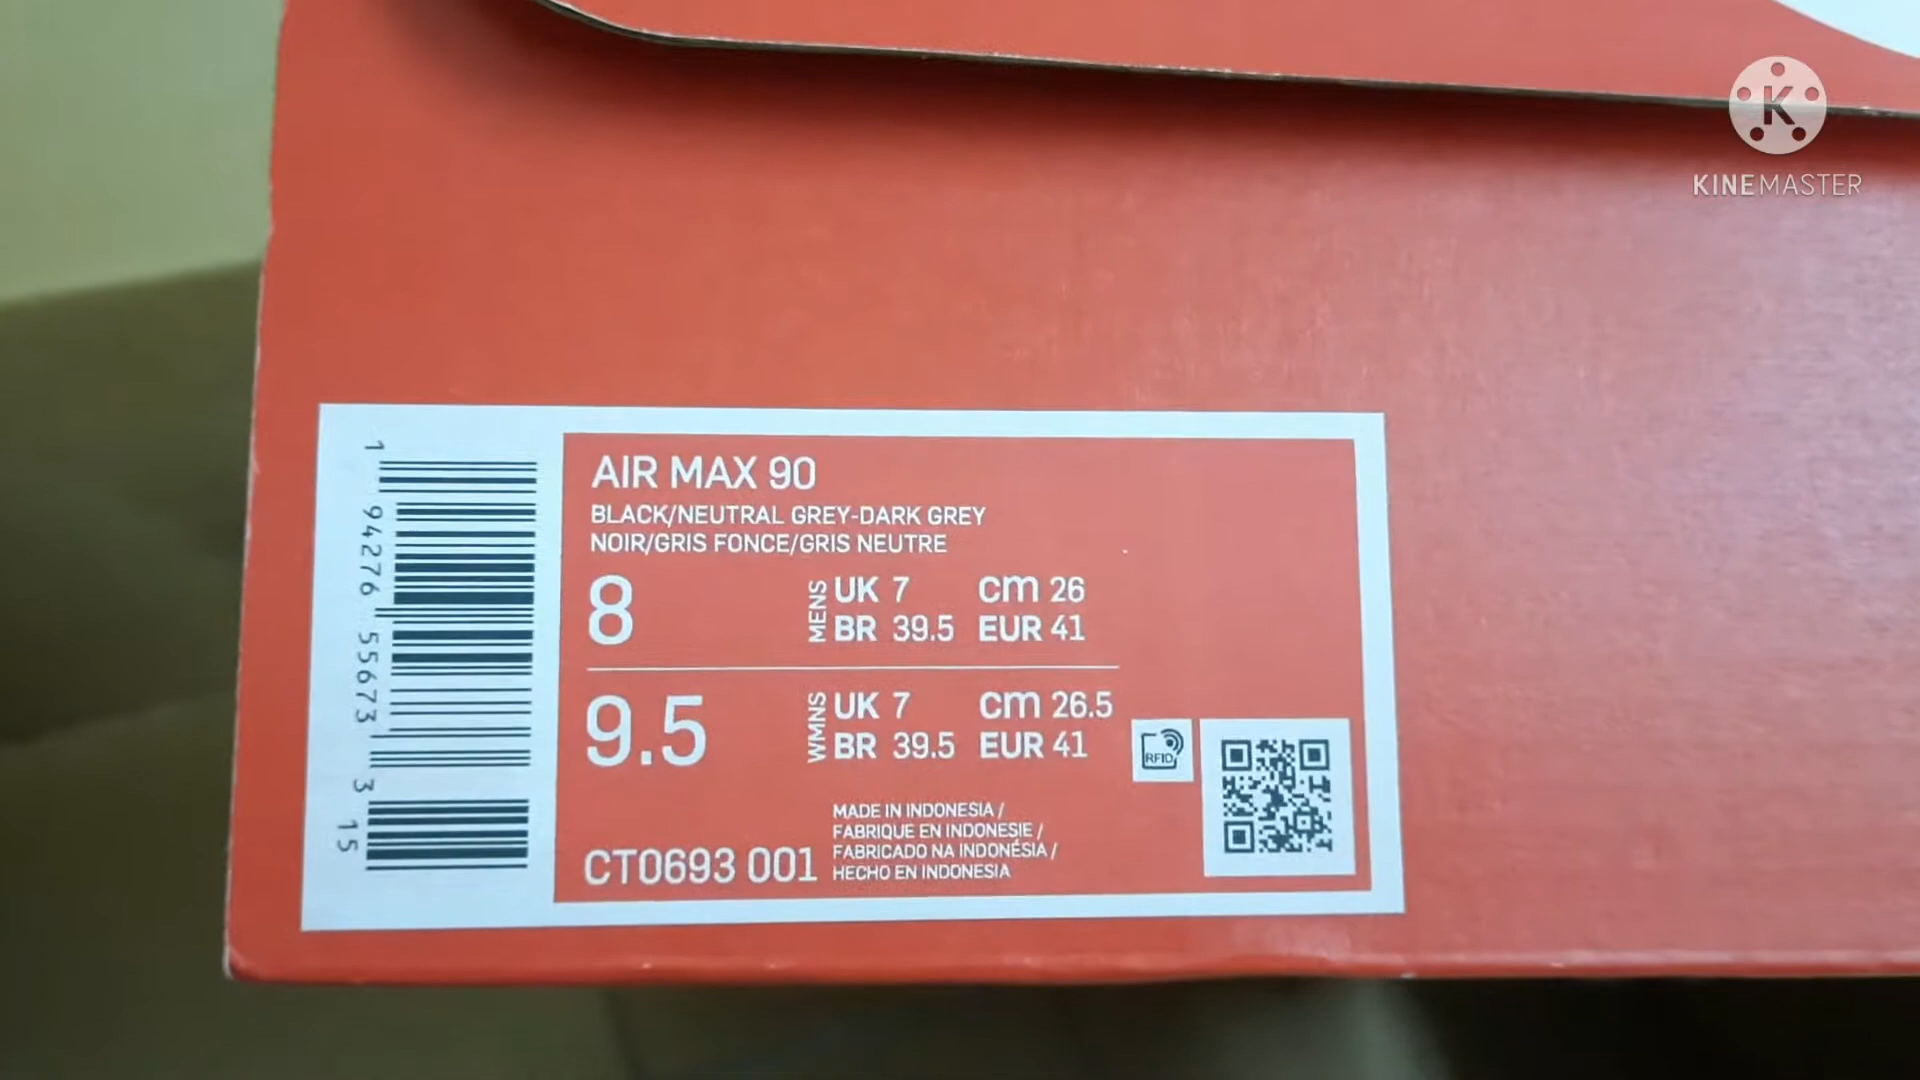 K
KINEMASTER
1 94276 55673 3 15
AIR MAX 90
BLACK/NEUTRAL GREY-DARK GREY
NOIR/GRIS FONCE/GRIS NEUTRE
8 MENS UK 7 cm 26
BR 39.5 EUR 41
9.5 WMNS UK 7 cm 26.5
BR 39.5 EUR 41
RFID
MADE IN INDONESIA /
FABRIQUE EN INDONESIE /
FABRICADO NA INDONÉSIA /
CT0693 001 HECHO EN INDONESIA